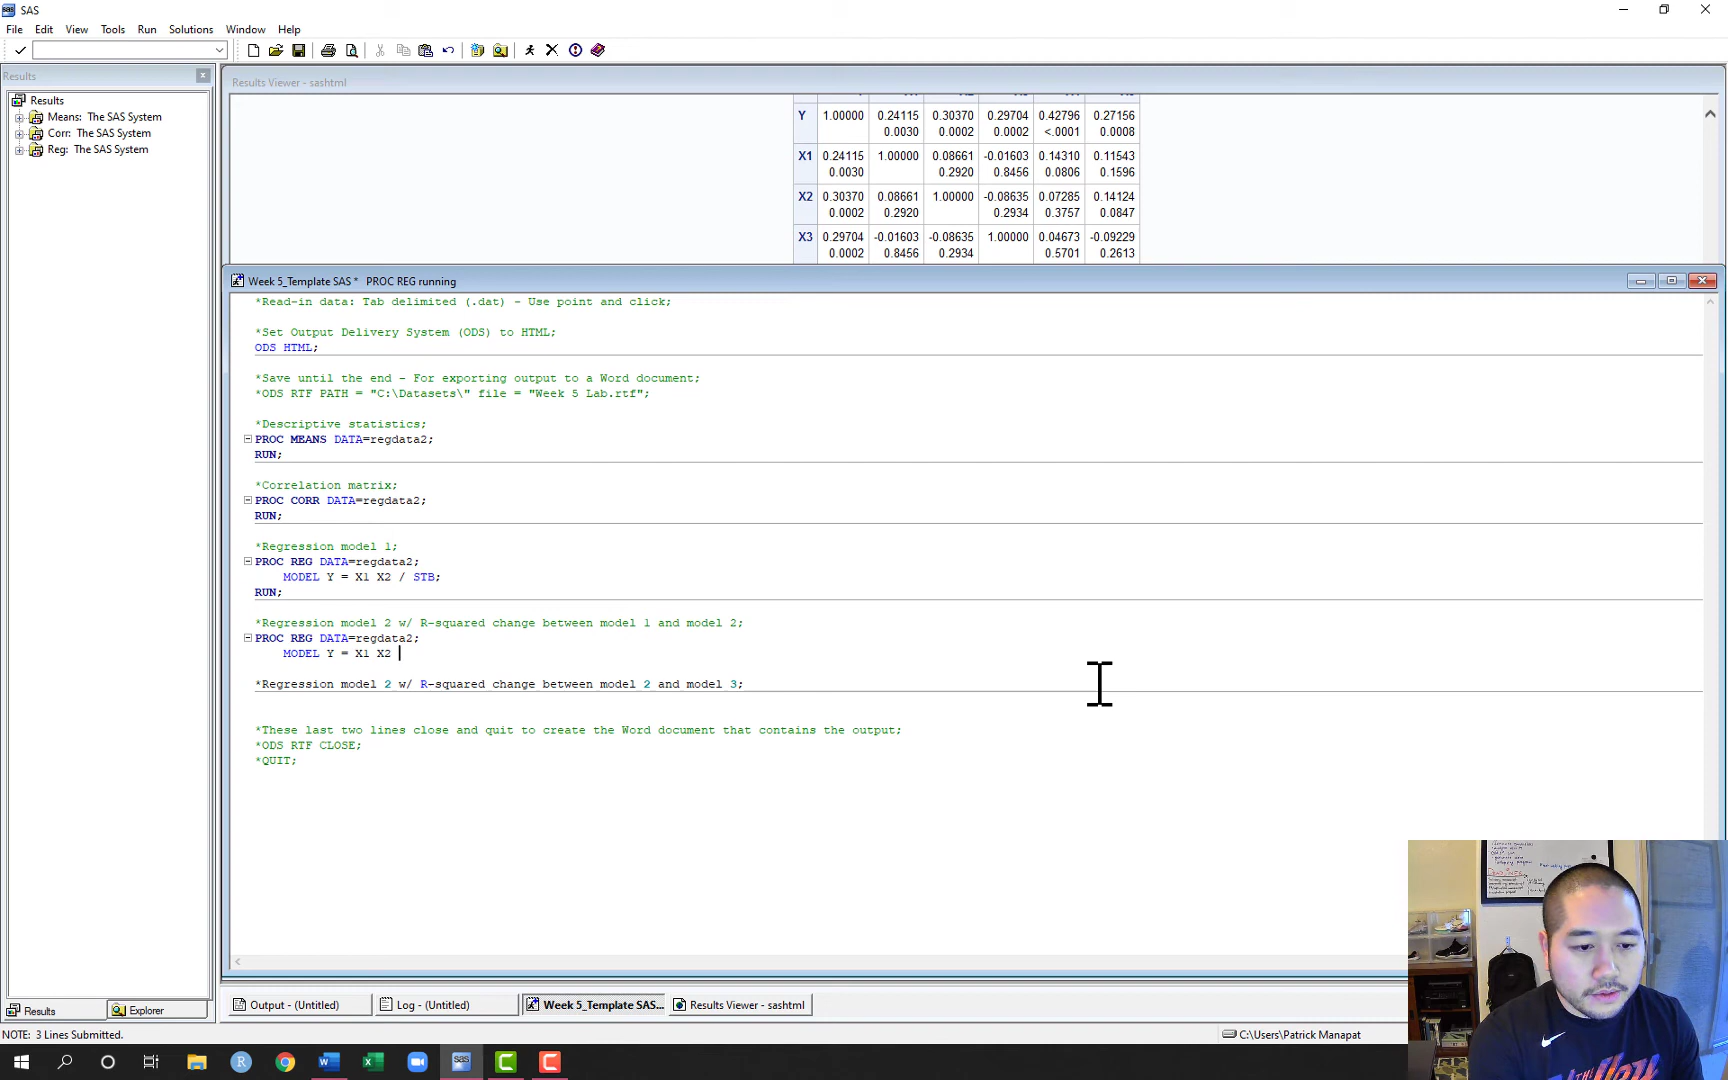 SAS
File Edit View Tools Run Solutions Window Help
Results
Results Viewer - sashtml
Results
Means: The SAS System
Corr: The SAS System
Reg: The SAS System
Y 1.00000 0.24115 0.30370 0.29704 0.42796 0.27156
0.0030 0.0002 0.0002 <.0001 0.0008
X1 0.24115 1.00000 0.08661 -0.01603 0.14310 0.11543
0.0030 0.2920 0.8456 0.0806 0.1596
X2 0.30370 0.08661 1.00000 -0.08635 0.07285 0.14124
0.0002 0.2920 0.2934 0.3757 0.0847
X3 0.29704 -0.01603 -0.08635 1.00000 0.04673 -0.09229
0.0002 0.8456 0.2934 0.5701 0.2613
Week 5_Template SAS * PROC REG running
*Read-in data: Tab delimited (.dat) - Use point and click;
*Set Output Delivery System (ODS) to HTML;
ODS HTML;
*Save until the end - For exporting output to a Word document;
*ODS RTF PATH = "C:\Datasets\" file = "Week 5 Lab.rtf";
*Descriptive statistics;
PROC MEANS DATA=regdata2;
RUN;
*Correlation matrix;
PROC CORR DATA=regdata2;
RUN;
*Regression model 1;
PROC REG DATA=regdata2;
MODEL Y = X1 X2 / STB;
RUN;
*Regression model 2 w/ R-squared change between model 1 and model 2;
PROC REG DATA=regdata2;
MODEL Y = X1 X2
*Regression model 2 w/ R-squared change between model 2 and model 3;
*These last two lines close and quit to create the Word document that contains the output;
*ODS RTF CLOSE;
*QUIT;
Results Explorer
Output - (Untitled) Log - (Untitled) Week 5_Template SAS... Results Viewer - sashtml
NOTE: 3 Lines Submitted.
C:\Users\Patrick Manapat